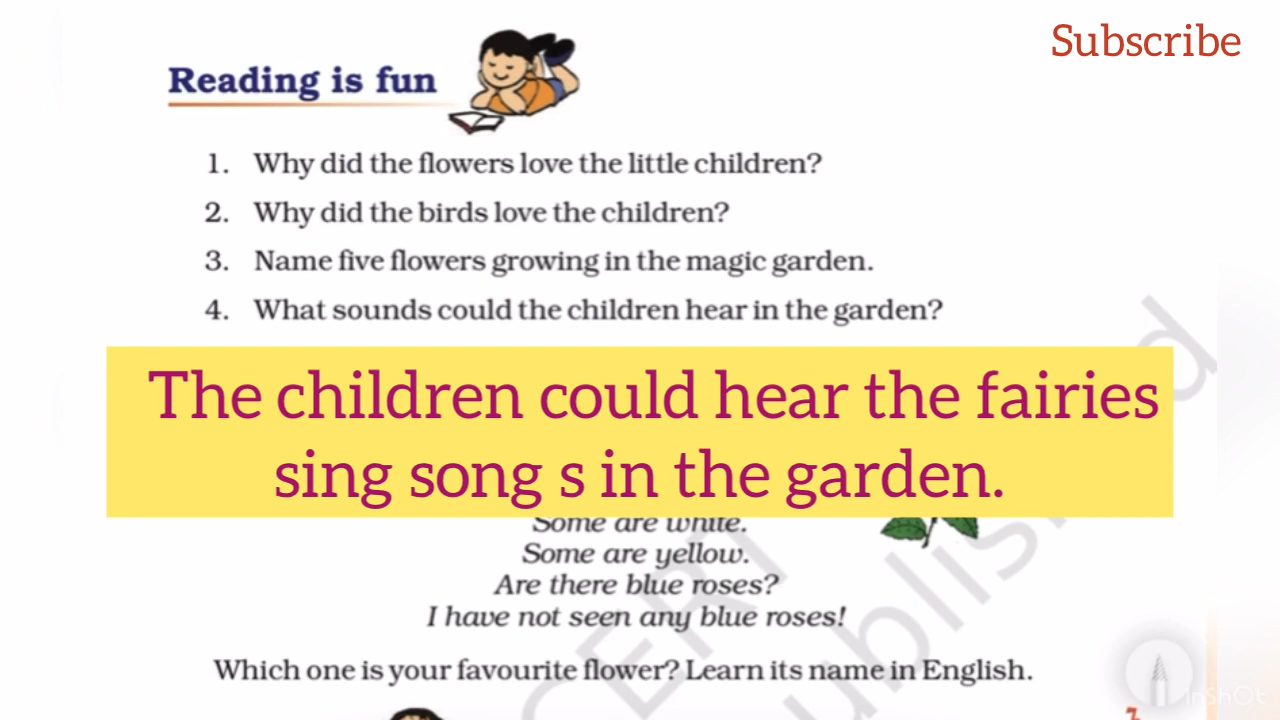 Subscribe
Reading is fun
1. Why did the flowers love the little children?
2. Why did the birds love the children?
3. Name five flowers growing in the magic garden.
4. What sounds could the children hear in the garden?
The children could hear the fairies
sing song s in the garden.
Some are white.
Some are yellow.
Are there blue roses?
I have not seen any blue roses!
Which one is your favourite flower? Learn its name in English.
InShOt